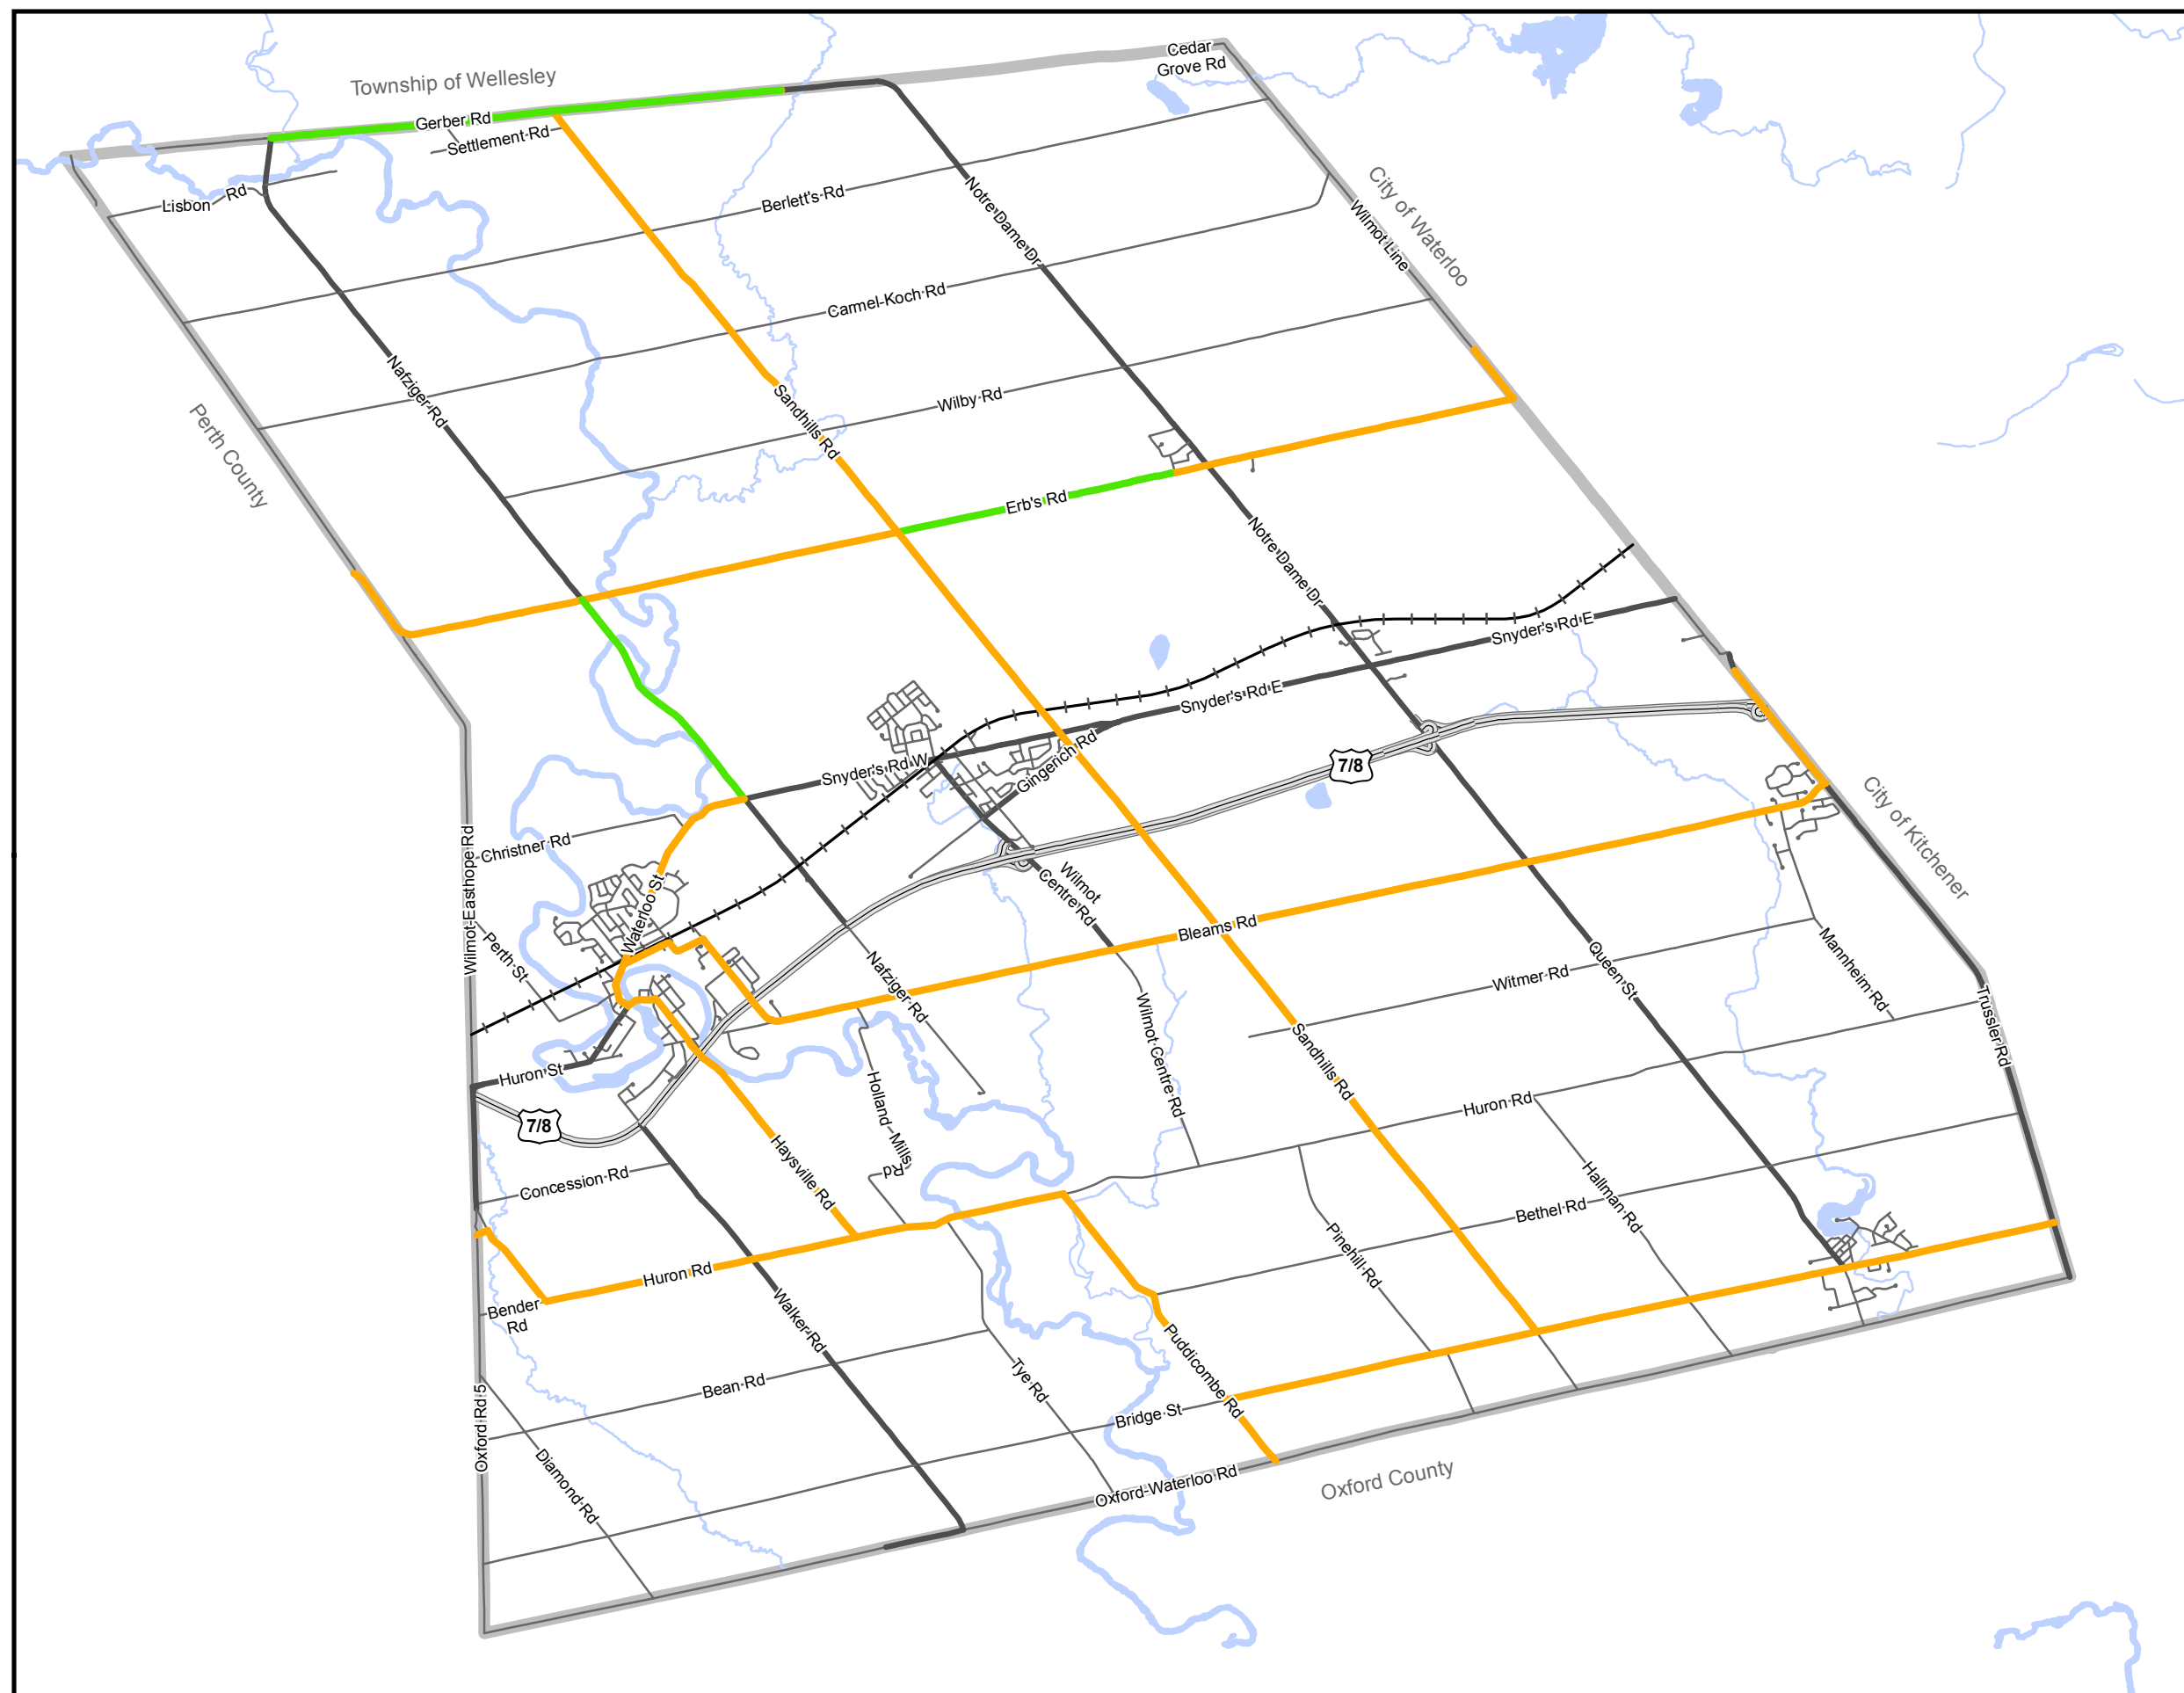 Cedar
Grove Rd
Township of Wellesley
Gerber Rd
Settlement Rd
Lisbon Rd
Berlett's Rd
Notre Dame Dr
City of Waterloo
Wilmot Line
Carmel-Koch Rd
Nafziger Rd
Perth County
Sandhills Rd
Wilby Rd
Erb's Rd
Notre Dame Dr
Snyder's Rd E
Snyder's Rd E
Gingerich Rd
Snyder's Rd W
7/8
City of Kitchener
Christner Rd
Wilmot-Easthope Rd
Waterloo St
Perth St
Wilmot
Centre Rd
Bleams Rd
Nafziger Rd
Queen St
Witmer Rd
Mannheim Rd
Trussler Rd
Wilmot Centre Rd
Sandhills Rd
Huron St
7/8
Holland Mills
Rd
Huron Rd
Concession Rd
Haysville Rd
Hallman Rd
Bethel Rd
Pinehill Rd
Huron Rd
Bender
Rd
Walker Rd
Puddicombe Rd
Tye Rd
Bean Rd
Bridge St
Oxford Rd 5
Diamond Rd
Oxford-Waterloo Rd
Oxford County